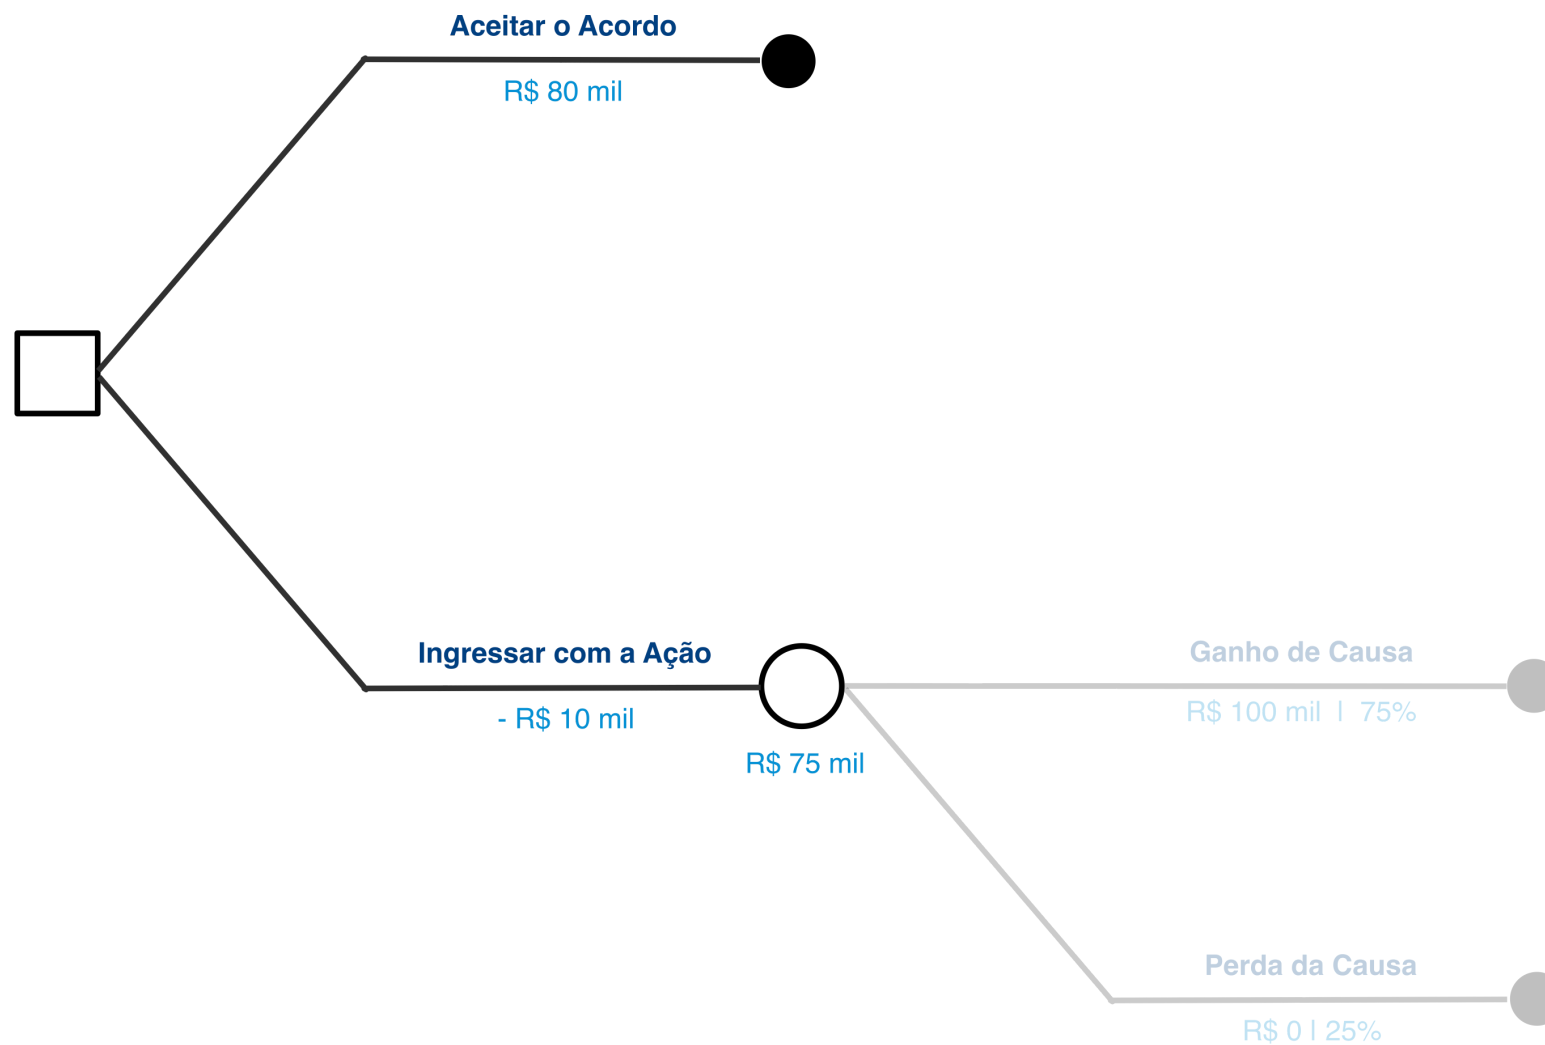 Aceitar o Acordo
R$ 80 mil
Ingressar com a Ação
- R$ 10 mil
R$ 75 mil
Ganho de Causa
R$ 100 mil | 75%
Perda da Causa
R$ 0 | 25%